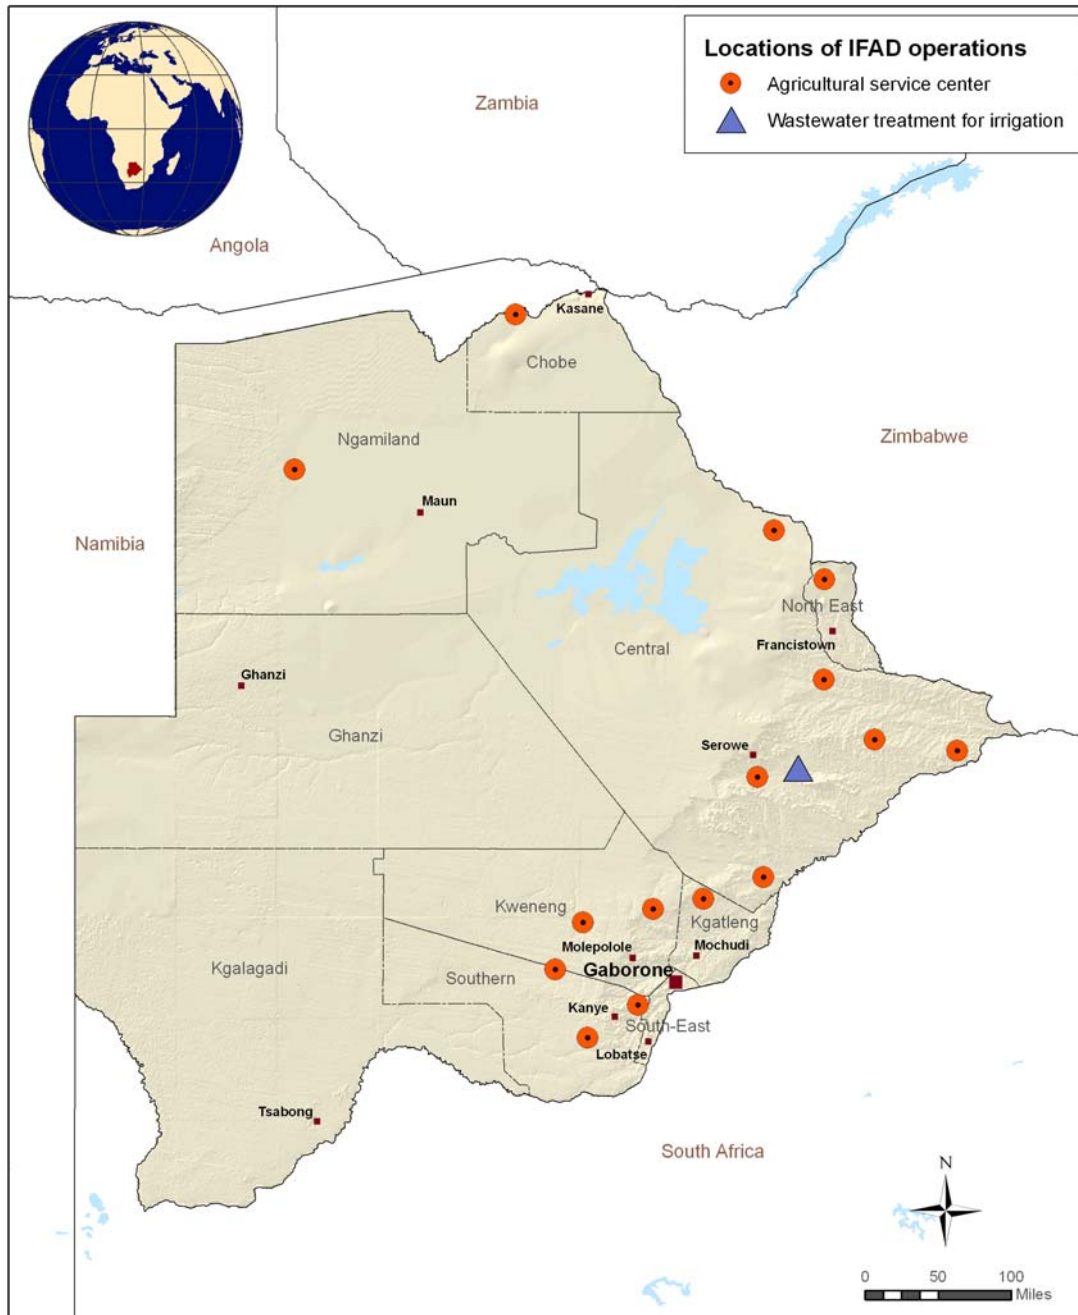 Locations of IFAD operations
Agricultural service center
Wastewater treatment for irrigation
Zambia
Angola
Kasane
Chobe
Ngamiland
Zimbabwe
Maun
Namibia
North East
Central
Francistown
Ghanzi
Ghanzi
Serowe
Kweneng
Kgatleng
Molepolole
Mochudi
Kgalagadi
Southern
Gaborone
Kanye
South-East
Lobatse
Tsabong
South Africa
N
0 50 100
Miles